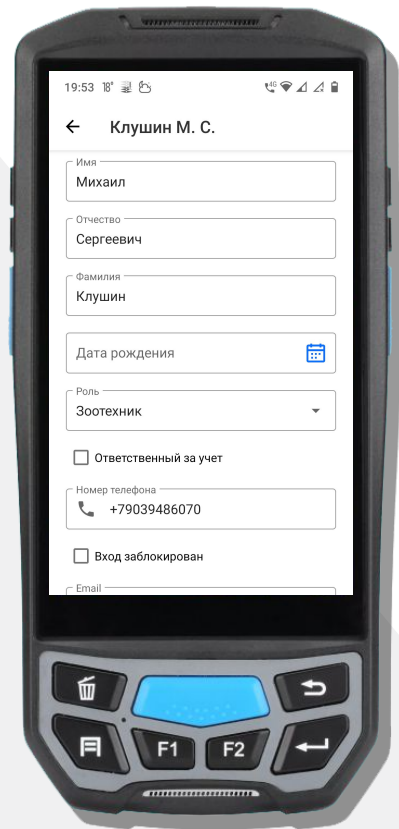 19:53 18°
4G
Клушин М. С.
Имя
Михаил
Отчество
Сергеевич
Фамилия
Клушин
Дата рождения
Роль
Зоотехник
Ответственный за учет
Номер телефона
+79039486070
Вход заблокирован
Email
F1 F2